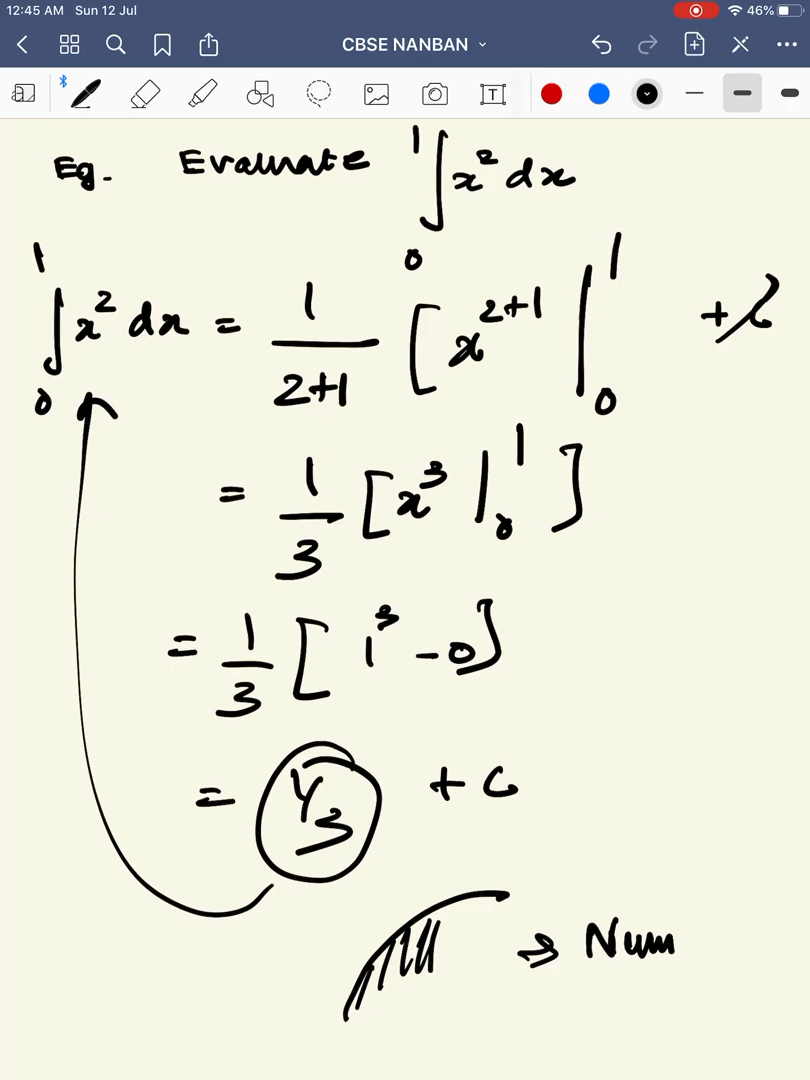 12:45 AM Sun 12 Jul 46%
CBSE NANBAN
T
Eg. Evaluate ∫₀¹ x² dx
∫₀¹ x² dx = 1/(2+1) [x²⁺¹ |₀¹ + C
= 1/3 [x³ |₀¹]
= 1/3 [1³ - 0]
= 1/3 + C
⇒ Num